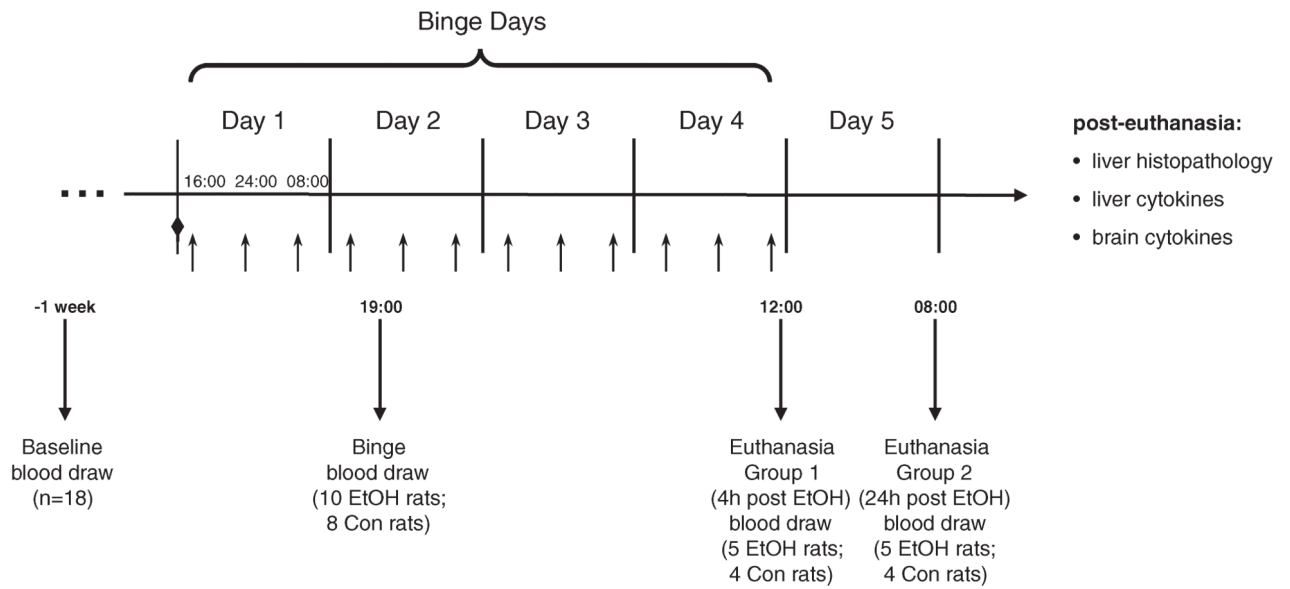 Binge Days
Day 1
Day 2
Day 3
Day 4
Day 5
16:00 24:00 08:00
-1 week
19:00
12:00
08:00
Baseline
blood draw
(n=18)
Binge
blood draw
(10 EtOH rats;
8 Con rats)
Euthanasia
Group 1
(4h post EtOH)
blood draw
(5 EtOH rats;
4 Con rats)
Euthanasia
Group 2
(24h post EtOH)
blood draw
(5 EtOH rats;
4 Con rats)
post-euthanasia:
• liver histopathology
• liver cytokines
• brain cytokines